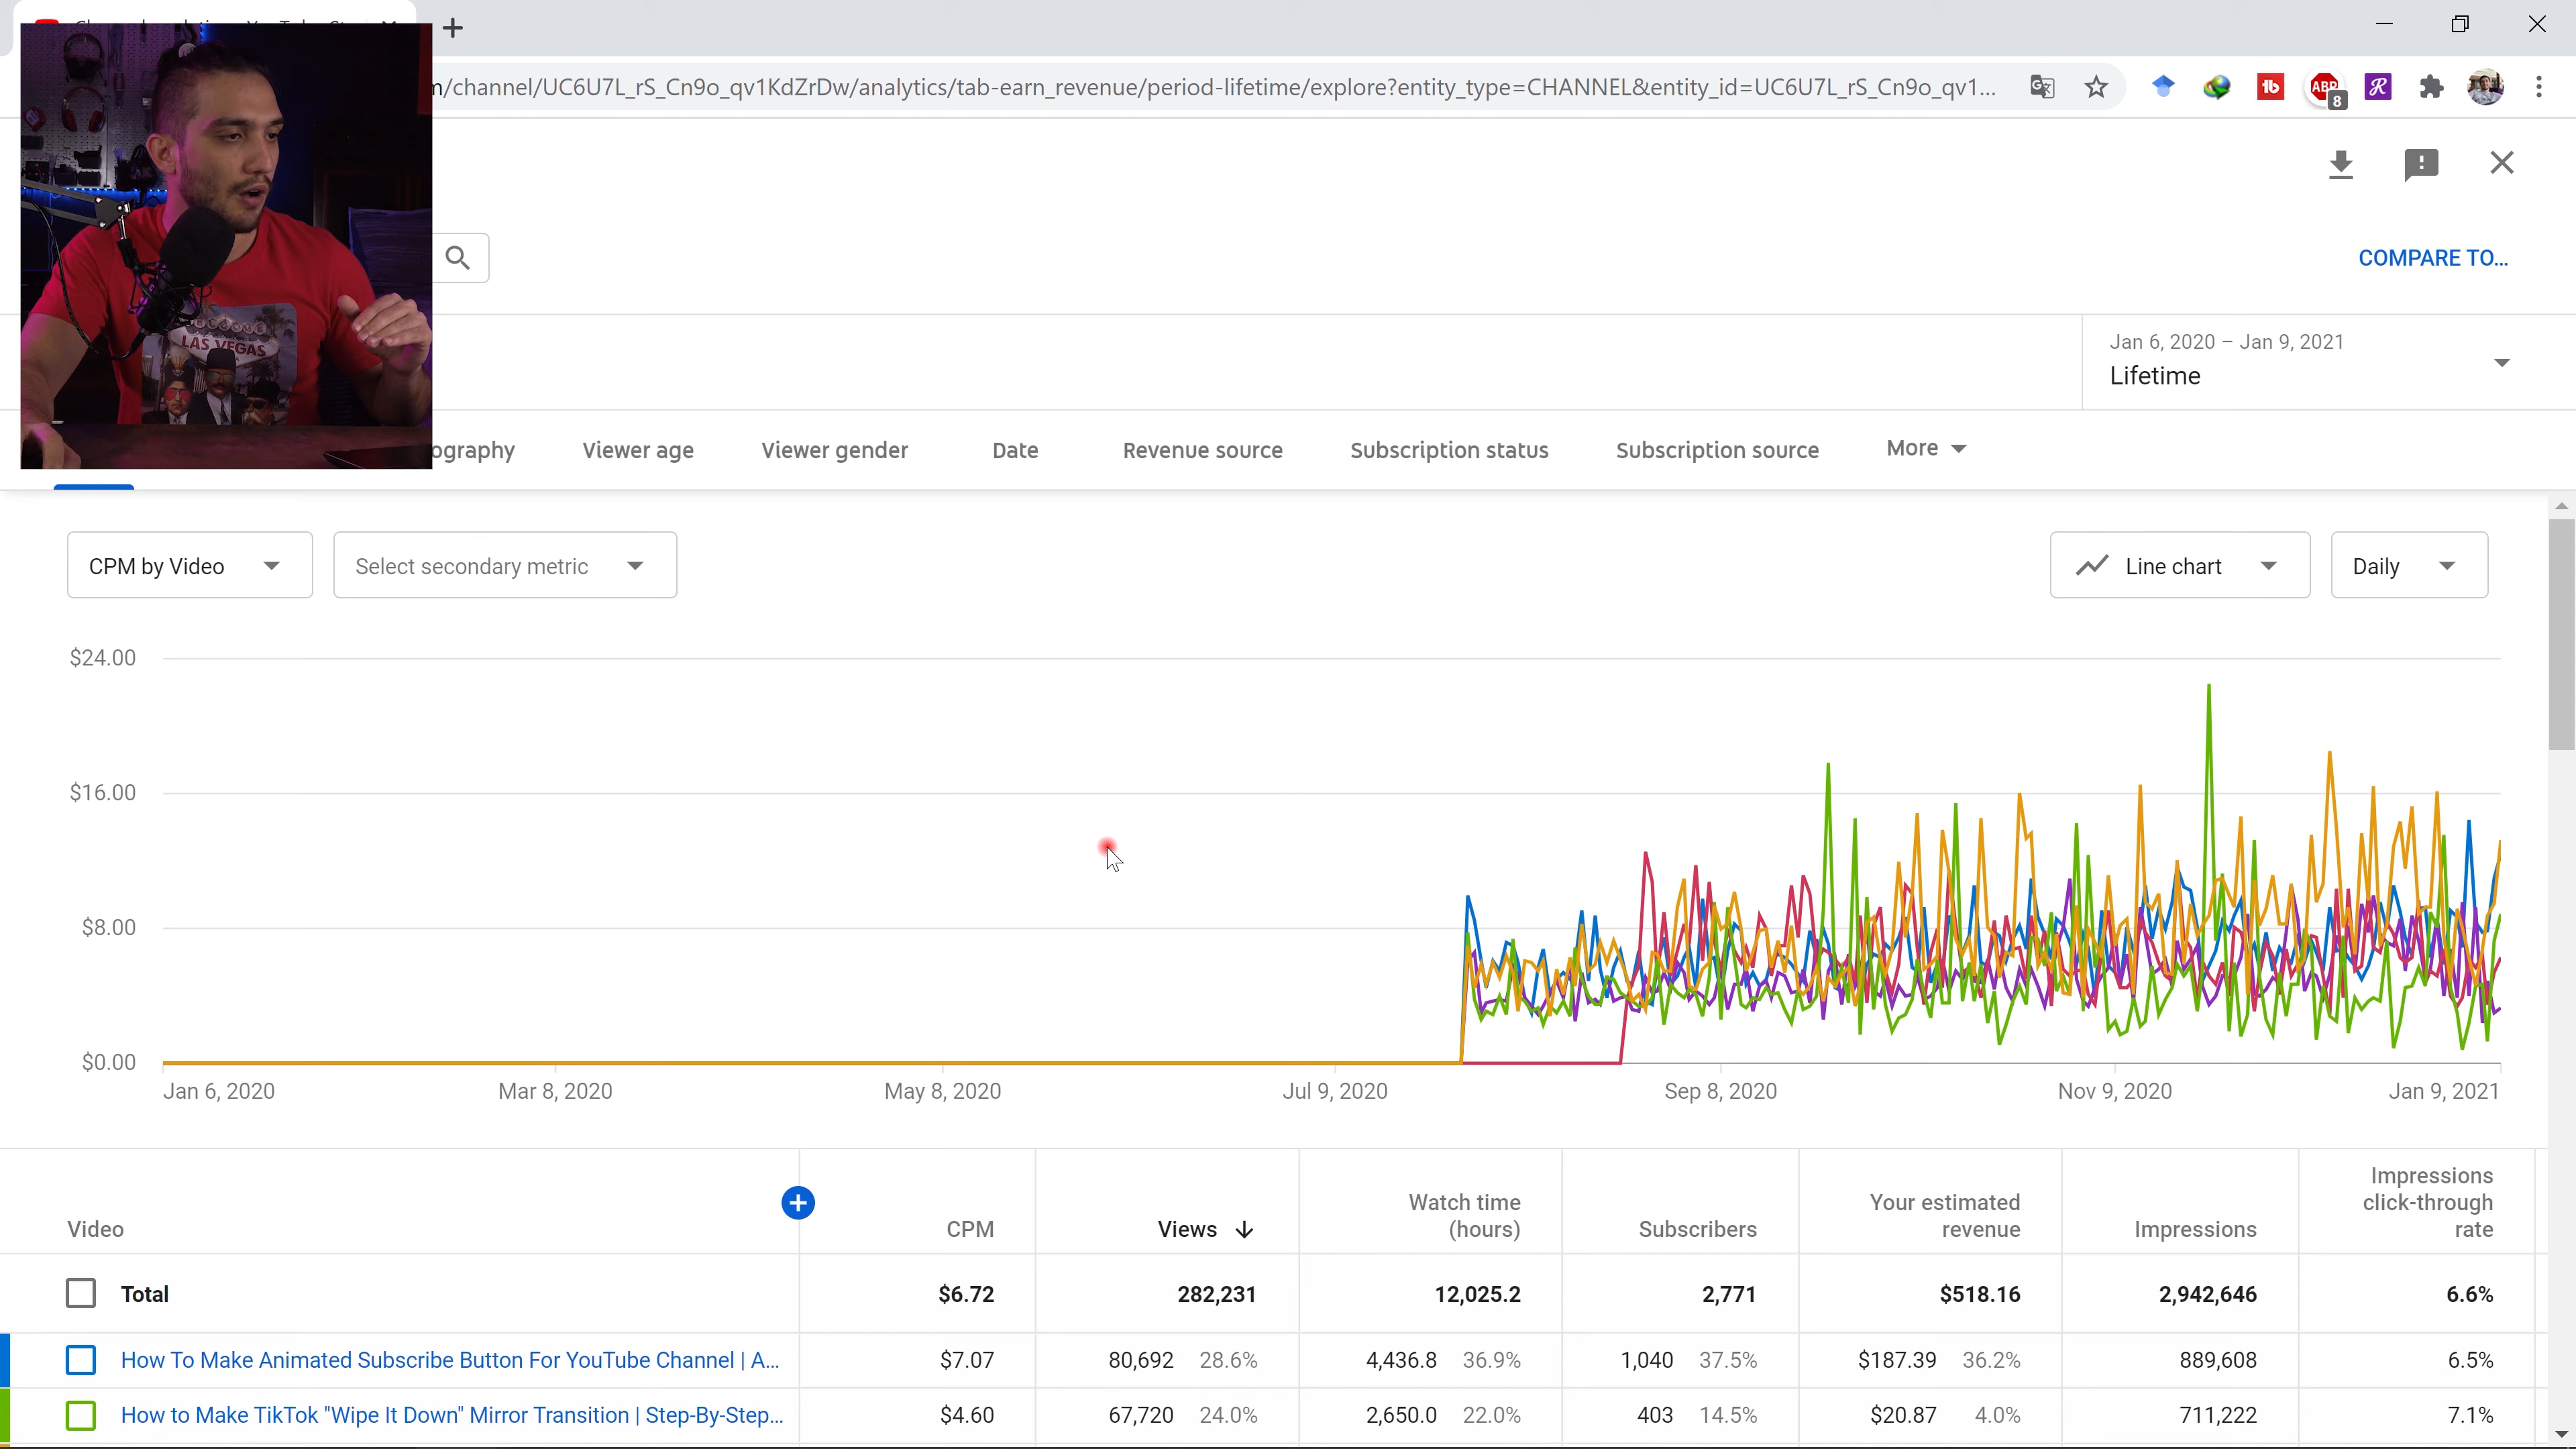 m/channel/UC6U7L_rS_Cn9o_qv1KdZrDw/analytics/tab-earn_revenue/period-lifetime/explore?entity_type=CHANNEL&entity_id=UC6U7L_rS_Cn9o_qv1...
ABP
8
LAS VEGAS
COMPARE TO...
Jan 6, 2020 – Jan 9, 2021
Lifetime
ography Viewer age Viewer gender Date Revenue source Subscription status Subscription source More
CPM by Video Select secondary metric Line chart Daily
$24.00
$16.00
$8.00
$0.00
Jan 6, 2020 Mar 8, 2020 May 8, 2020 Jul 9, 2020 Sep 8, 2020 Nov 9, 2020 Jan 9, 2021
Video CPM Views Watch time (hours) Subscribers Your estimated revenue Impressions Impressions click-through rate
Total $6.72 282,231 12,025.2 2,771 $518.16 2,942,646 6.6%
How To Make Animated Subscribe Button For YouTube Channel | A... $7.07 80,692 28.6% 4,436.8 36.9% 1,040 37.5% $187.39 36.2% 889,608 6.5%
How to Make TikTok "Wipe It Down" Mirror Transition | Step-By-Step... $4.60 67,720 24.0% 2,650.0 22.0% 403 14.5% $20.87 4.0% 711,222 7.1%